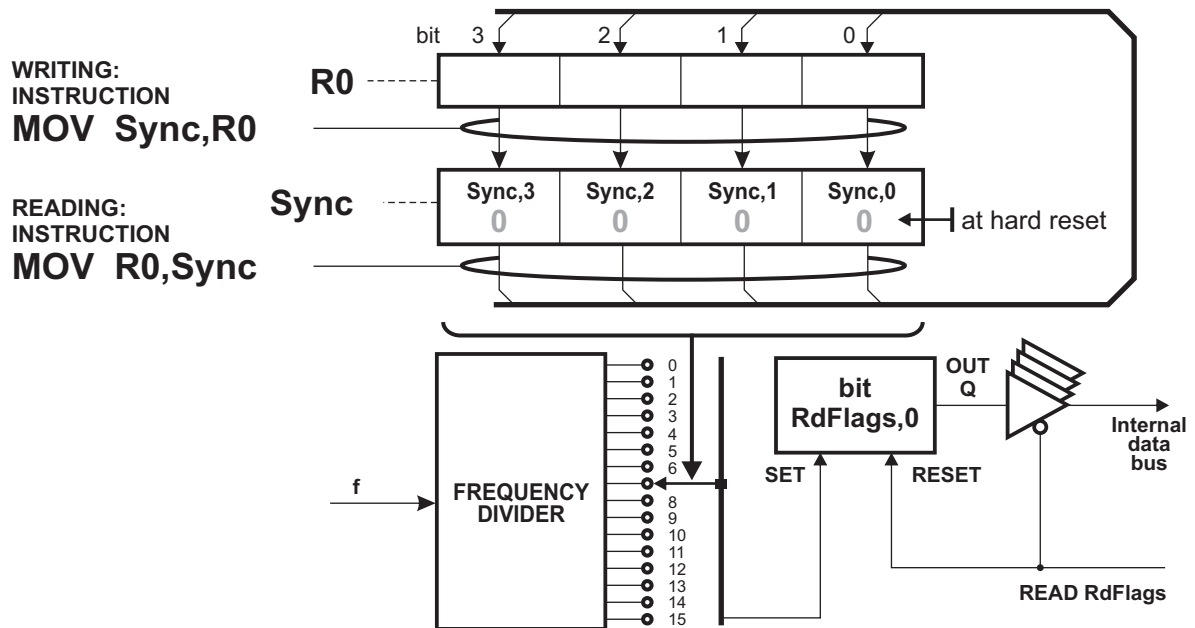 bit 3 2 1 0
WRITING:
INSTRUCTION
MOV Sync,R0
R0
Sync,3 Sync,2 Sync,1 Sync,0
0 0 0 0
at hard reset
Sync
READING:
INSTRUCTION
MOV R0,Sync
f
FREQUENCY
DIVIDER
0
1
2
3
4
5
6
8
9
10
11
12
13
14
15
bit
RdFlags,0
SET
RESET
OUT
Q
Internal
data
bus
READ RdFlags